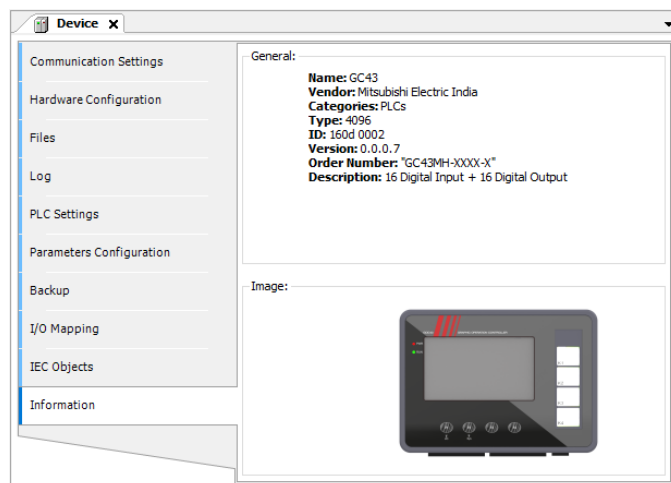 Device
Communication Settings
Hardware Configuration
Files
Log
PLC Settings
Parameters Configuration
Backup
I/O Mapping
IEC Objects
Information
General:
Name: GC43
Vendor: Mitsubishi Electric India
Categories: PLCs
Type: 4096
ID: 160d 0002
Version: 0.0.0.7
Order Number: "GC43MH-XXXX-X"
Description: 16 Digital Input + 16 Digital Output
Image: